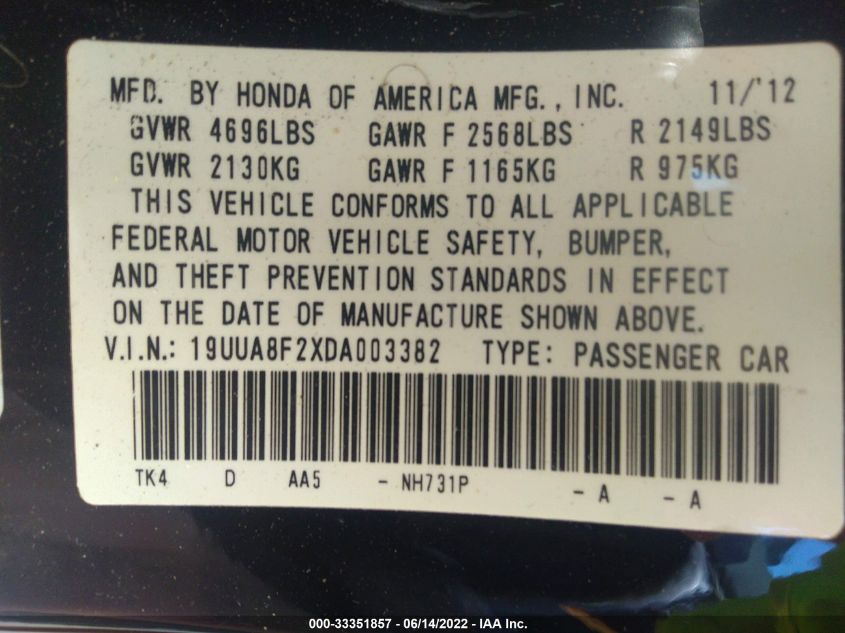 MFD. BY HONDA OF AMERICA MFG., INC. 11/'12
GVWR 4696LBS GAWR F 2568LBS R 2149LBS
GVWR 2130KG GAWR F 1165KG R 975KG
THIS VEHICLE CONFORMS TO ALL APPLICABLE
FEDERAL MOTOR VEHICLE SAFETY, BUMPER,
AND THEFT PREVENTION STANDARDS IN EFFECT
ON THE DATE OF MANUFACTURE SHOWN ABOVE.
V.I.N.: 19UUA8F2XDA003382 TYPE: PASSENGER CAR
TK4 D AA5 - NH731P - A - A
000-33351857 - 06/14/2022 - IAA Inc.